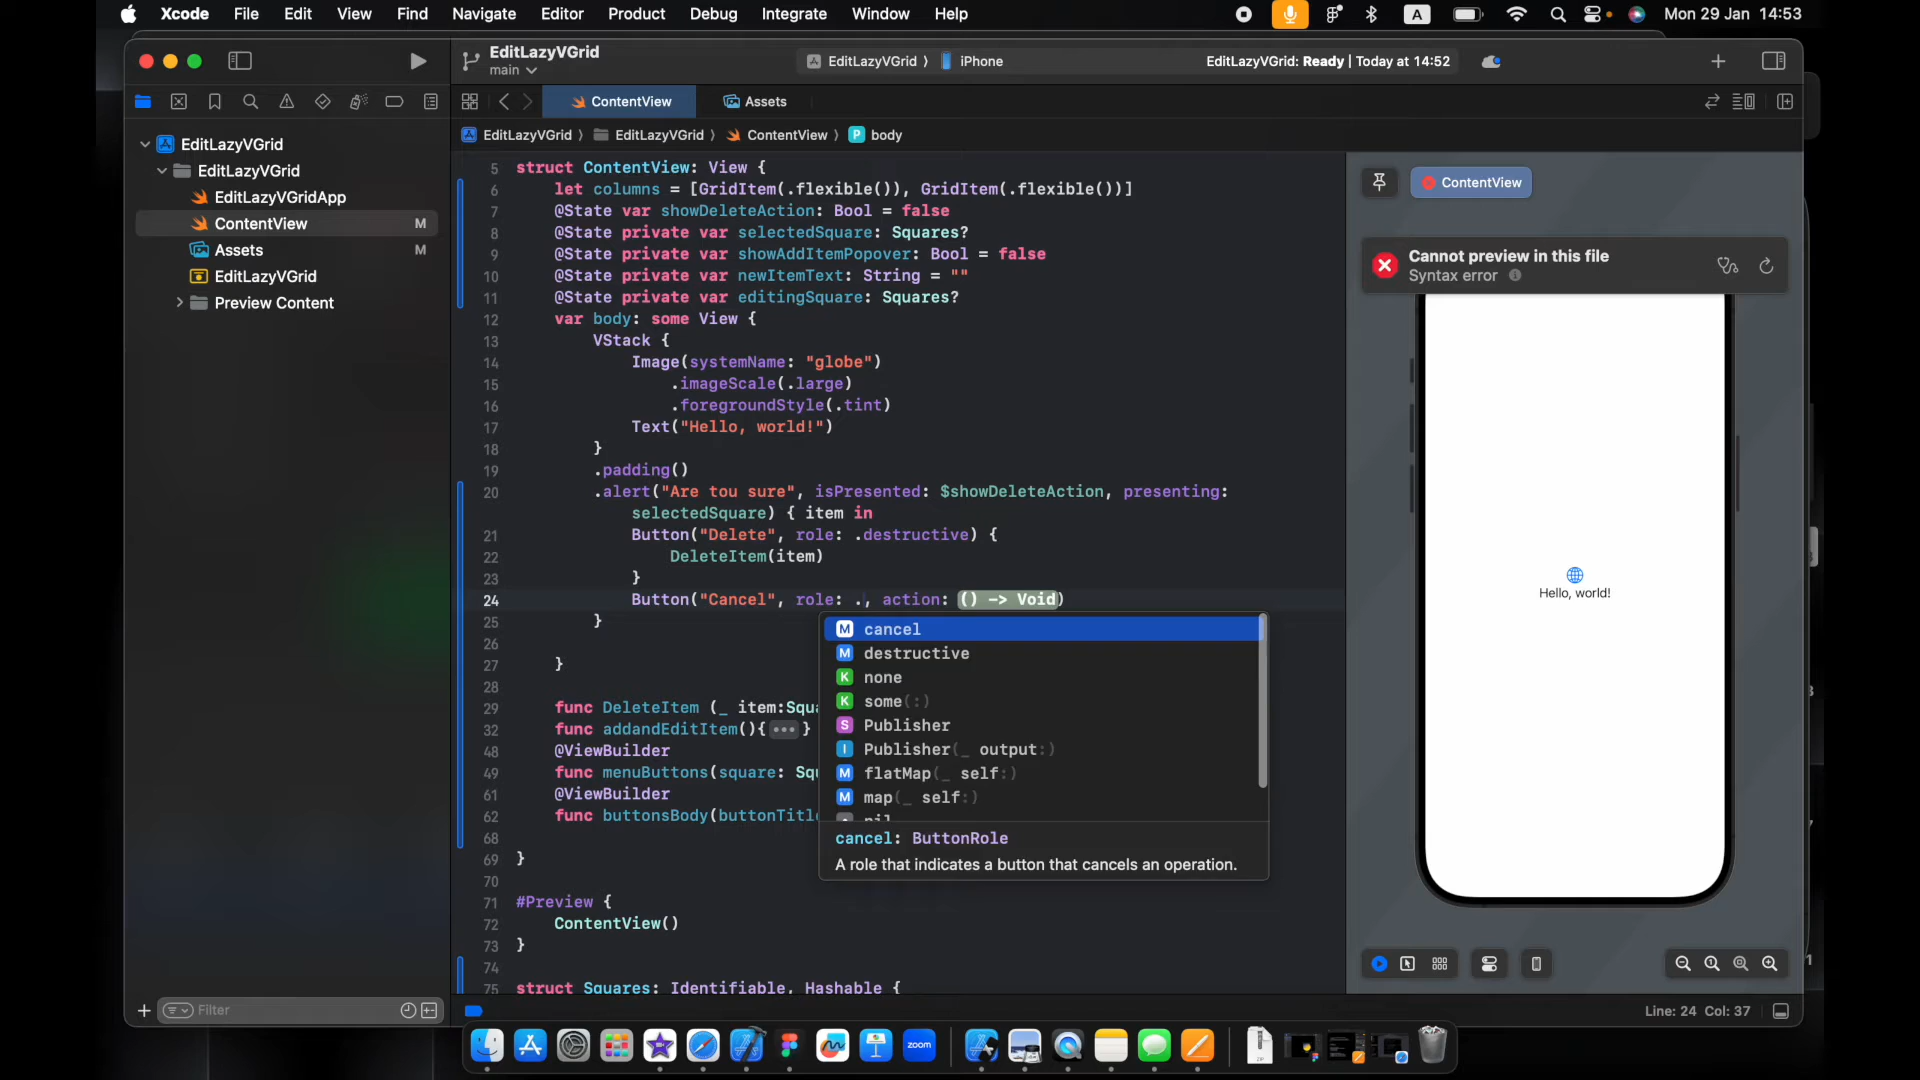 Xcode File Edit View Find Navigate Editor Product Debug Integrate Window Help A Mon 29 Jan 14:53
EditLazyVGrid
main
EditLazyVGrid iPhone
EditLazyVGrid: Ready | Today at 14:52
ContentView Assets
EditLazyVGrid EditLazyVGrid ContentView P body
EditLazyVGrid
EditLazyVGrid
EditLazyVGridApp
ContentView M
Assets M
EditLazyVGrid
Preview Content
5 struct ContentView: View {
6 let columns = [GridItem(.flexible()), GridItem(.flexible())]
7 @State var showDeleteAction: Bool = false
8 @State private var selectedSquare: Squares?
9 @State private var showAddItemPopover: Bool = false
10 @State private var newItemText: String = ""
11 @State private var editingSquare: Squares?
12 var body: some View {
13 VStack {
14 Image(systemName: "globe")
15 .imageScale(.large)
16 .foregroundStyle(.tint)
17 Text("Hello, world!")
18 }
19 .padding()
20 .alert("Are tou sure", isPresented: $showDeleteAction, presenting:
selectedSquare) { item in
21 Button("Delete", role: .destructive) {
22 DeleteItem(item)
23 }
24 Button("Cancel", role: ., action: () -> Void)
25 }
26
27 }
28
29 func DeleteItem (_ item:Squa
32 func addandEditItem(){•••}
48 @ViewBuilder
49 func menuButtons(square: Squ
61 @ViewBuilder
62 func buttonsBody(buttonTitle
68
69 }
70
71 #Preview {
72 ContentView()
73 }
74
75 struct Squares: Identifiable, Hashable {
M cancel
M destructive
K none
K some(:)
S Publisher
I Publisher(_ output:)
M flatMap(_ self:)
M map(_ self:)
nil
cancel: ButtonRole
A role that indicates a button that cancels an operation.
ContentView
Cannot preview in this file
Syntax error
Hello, world!
Filter
Line: 24 Col: 37
zoom